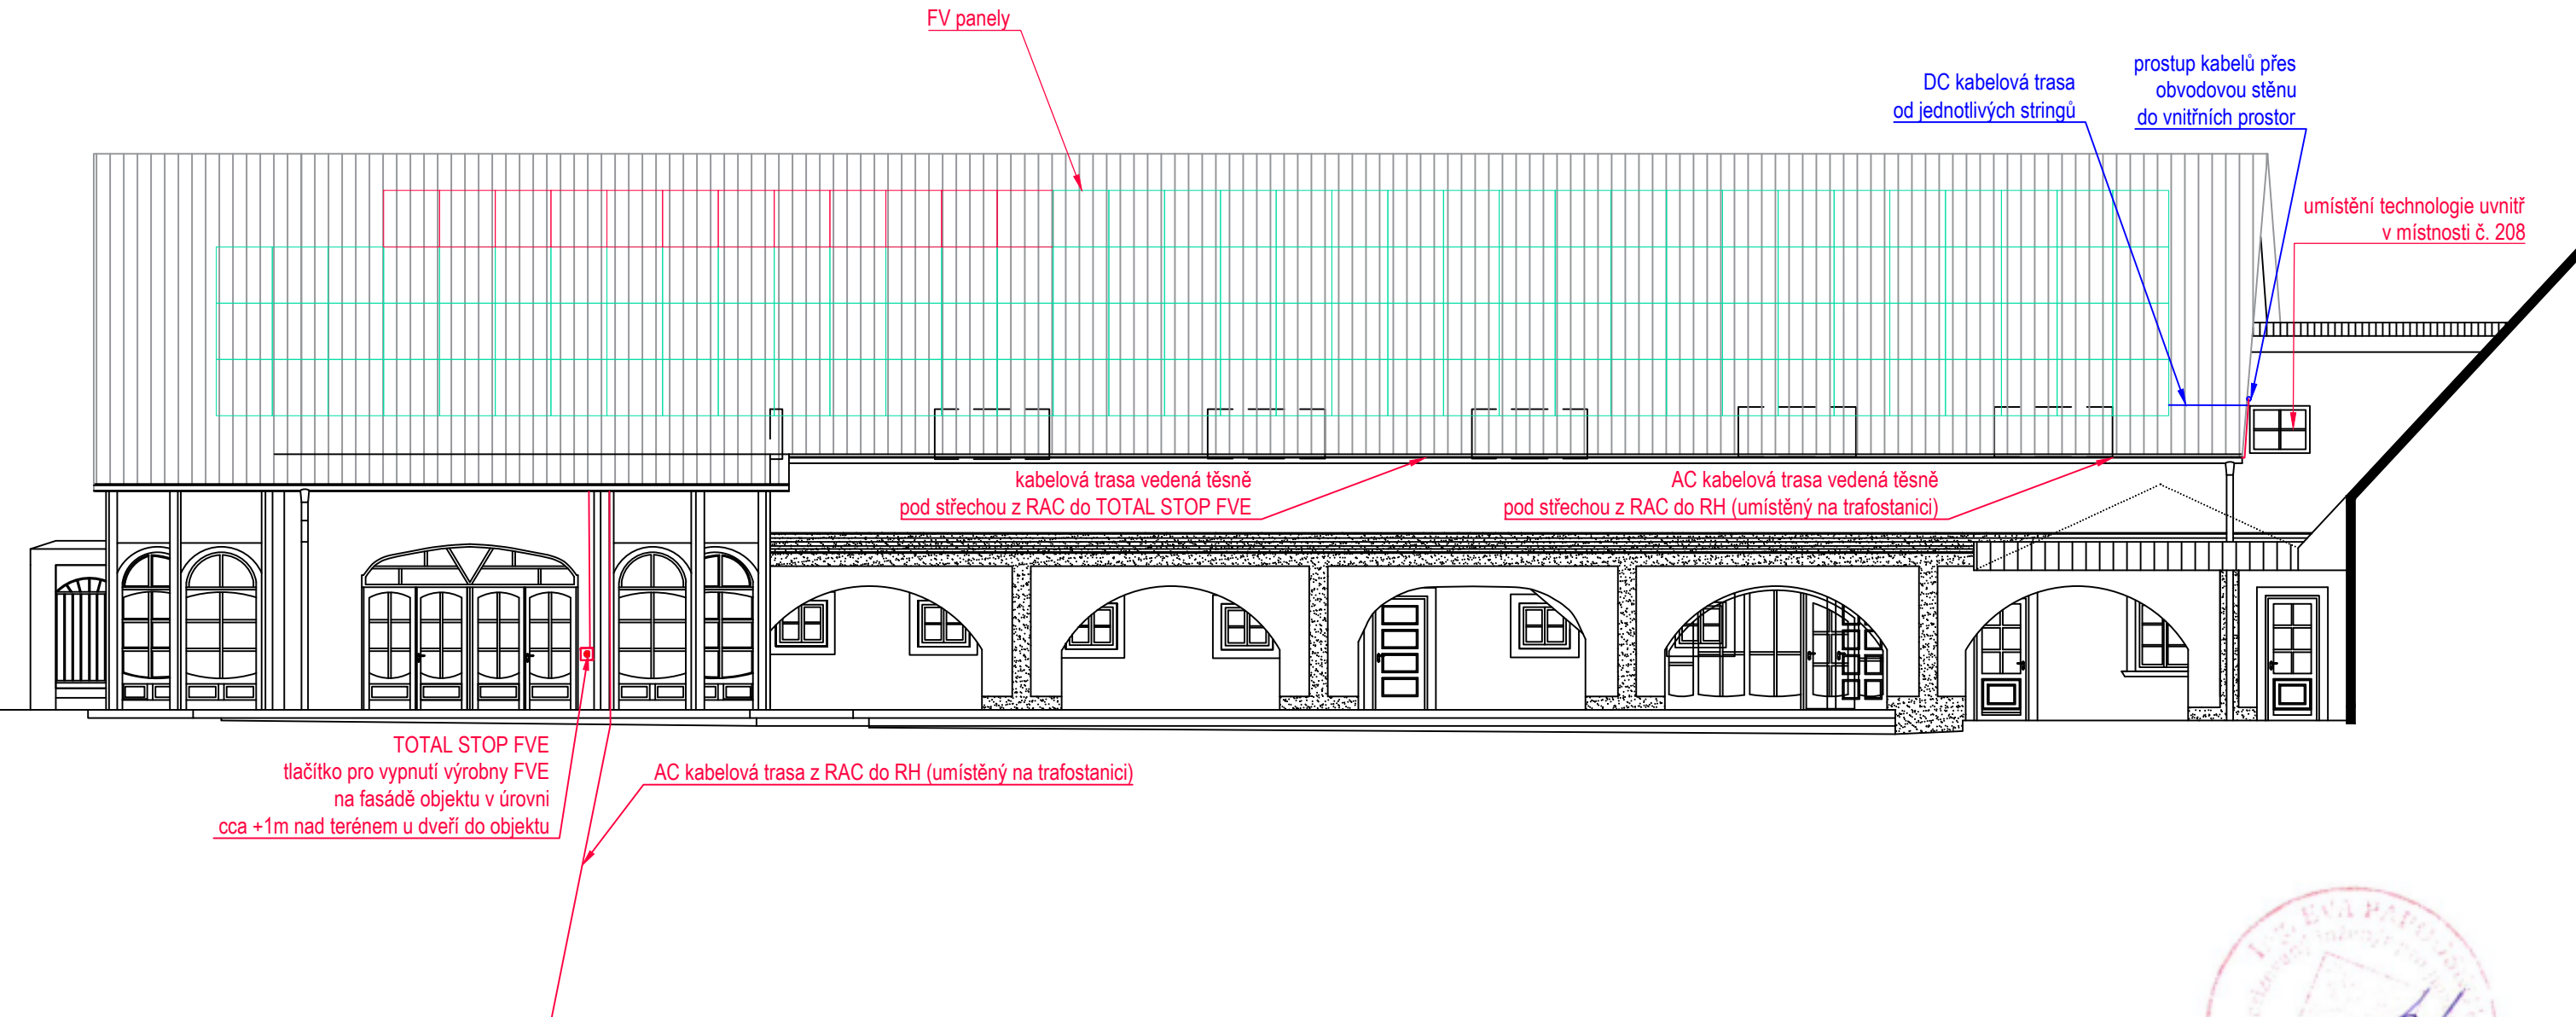 FV panely
DC kabelová trasa
od jednotlivých stringů
prostup kabelů přes
obvodovou stěnu
do vnitřních prostor
umístění technologie uvnitř
v místnosti č. 208
kabelová trasa vedená těsně
pod střechou z RAC do TOTAL STOP FVE
AC kabelová trasa vedená těsně
pod střechou z RAC do RH (umístěný na trafostanici)
TOTAL STOP FVE
tlačítko pro vypnutí výrobny FVE
na fasádě objektu v úrovni
cca +1m nad terénem u dveří do objektu
AC kabelová trasa z RAC do RH (umístěný na trafostanici)
EVA